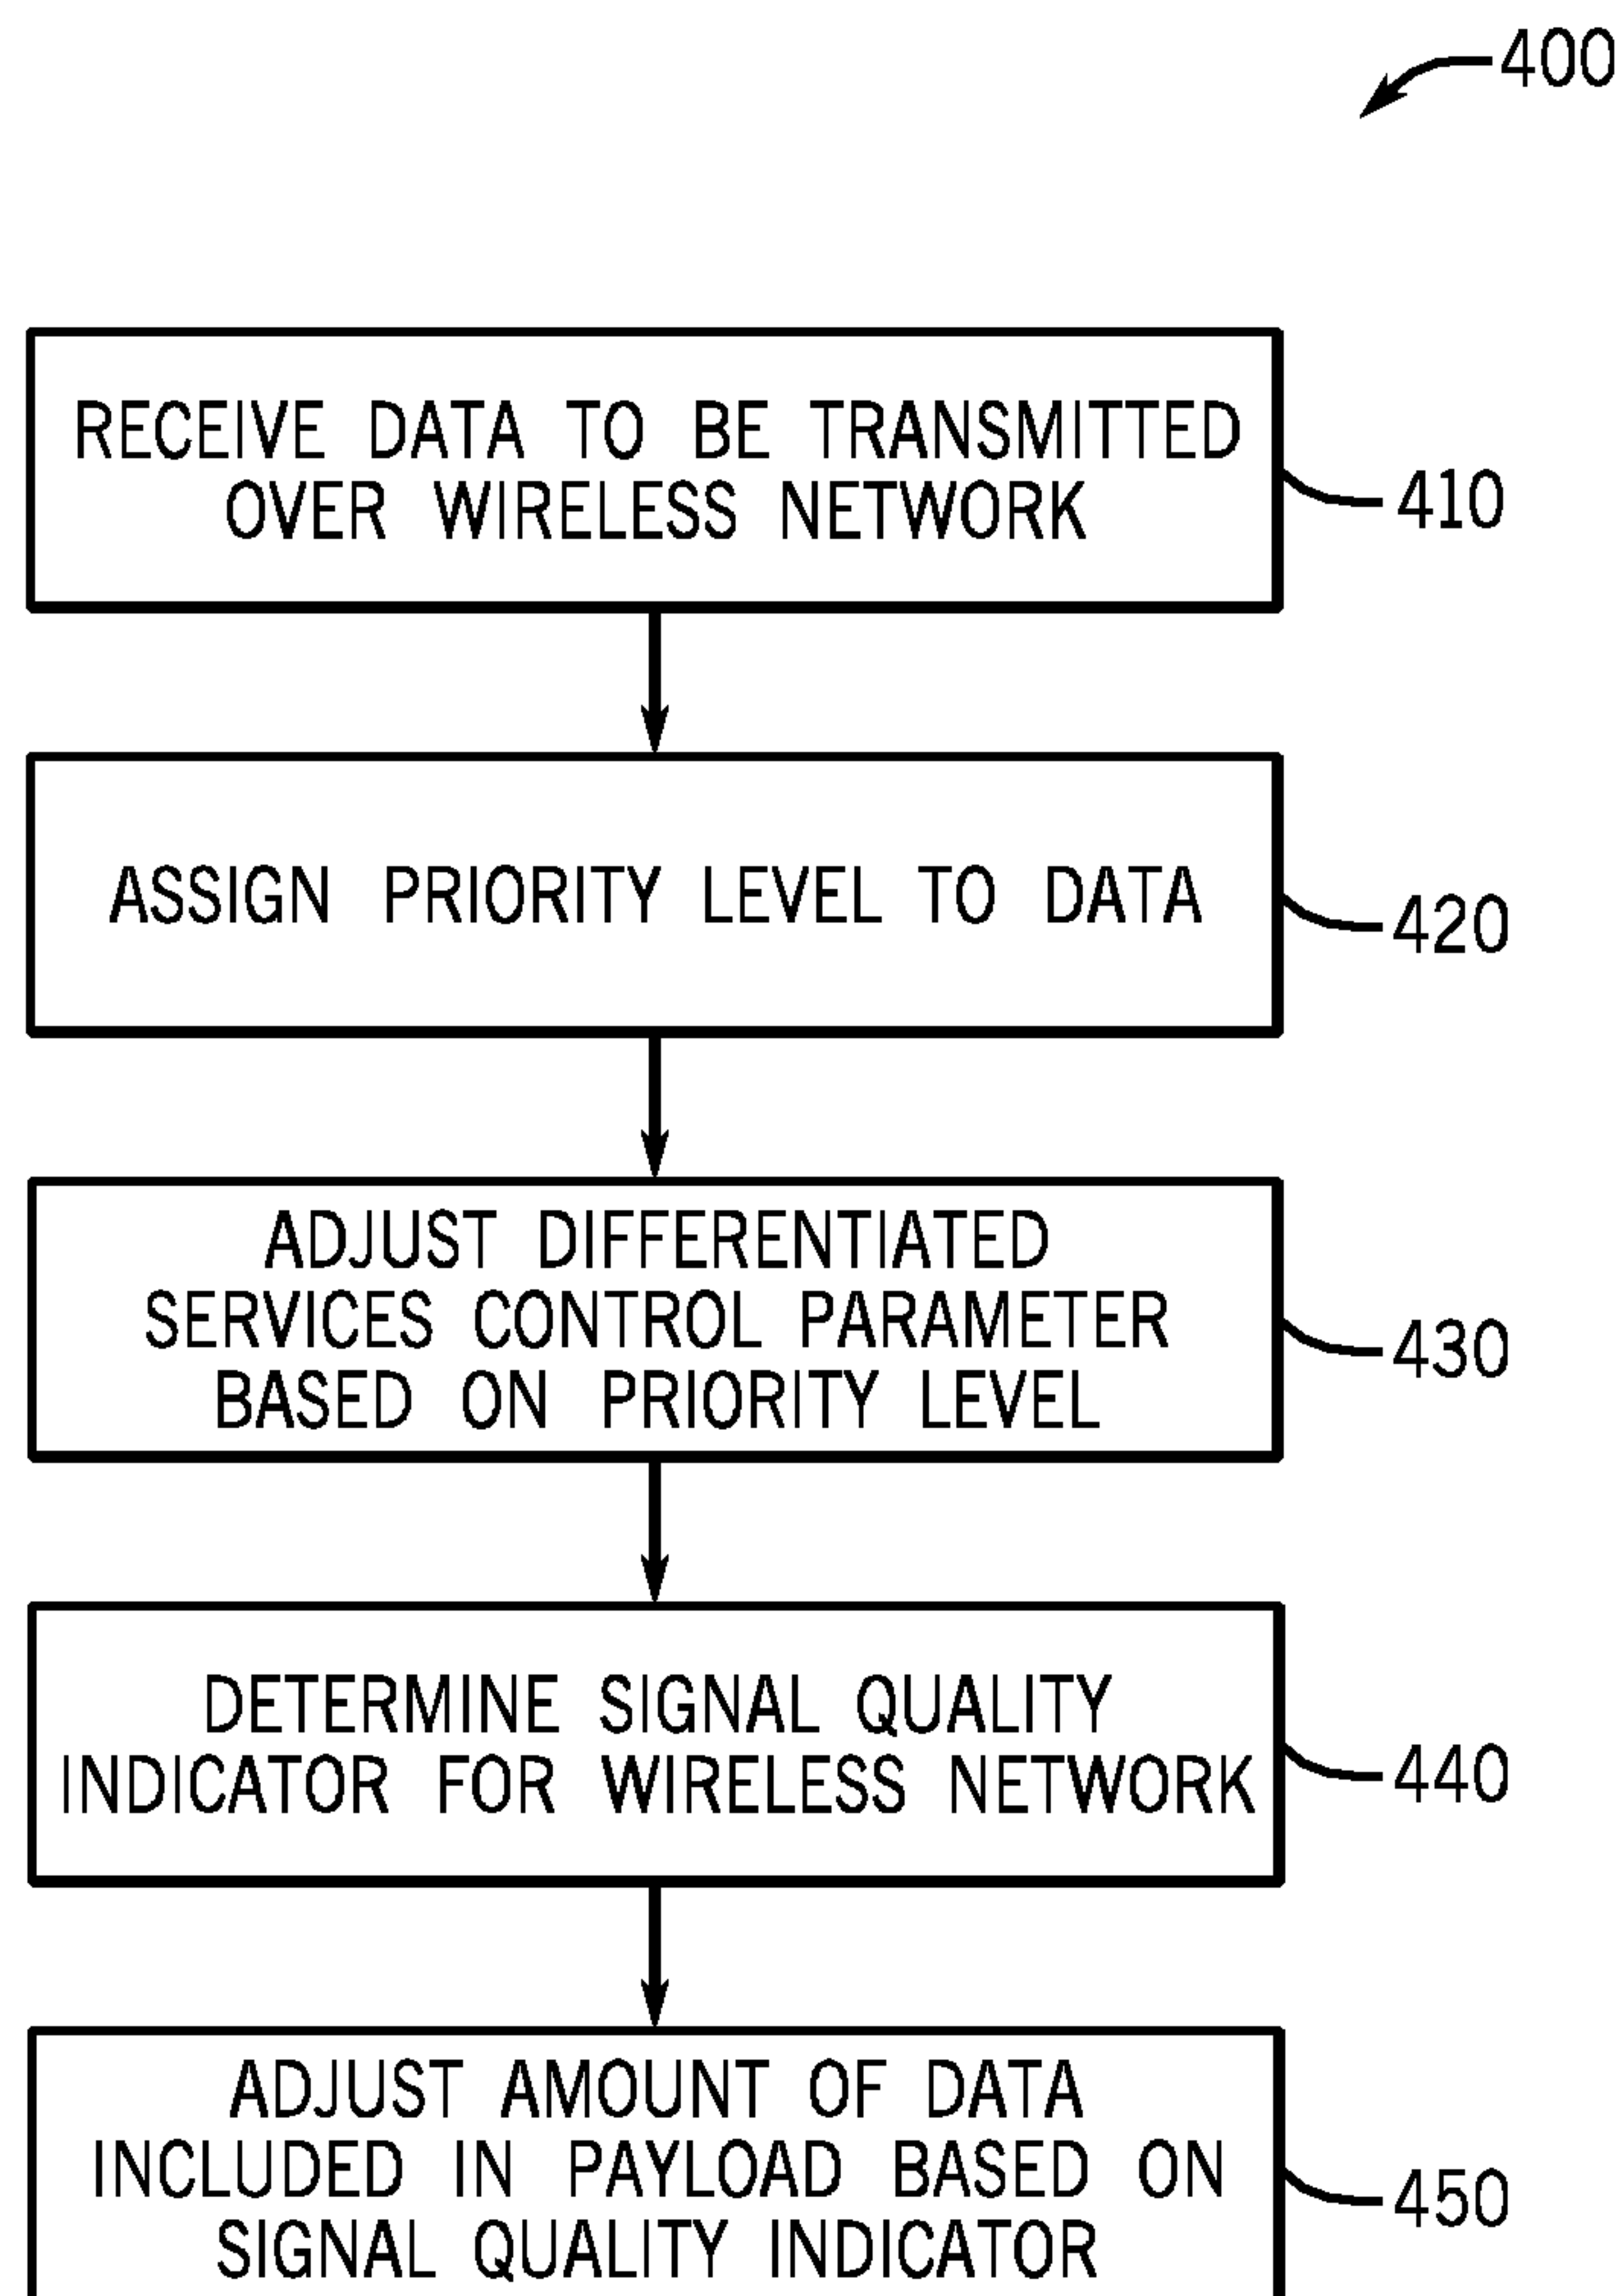 400
RECEIVE DATA TO BE TRANSMITTED
OVER WIRELESS NETWORK
410
ASSIGN PRIORITY LEVEL TO DATA
420
ADJUST DIFFERENTIATED
SERVICES CONTROL PARAMETER
BASED ON PRIORITY LEVEL
430
DETERMINE SIGNAL QUALITY
INDICATOR FOR WIRELESS NETWORK
440
ADJUST AMOUNT OF DATA
INCLUDED IN PAYLOAD BASED ON
SIGNAL QUALITY INDICATOR
450